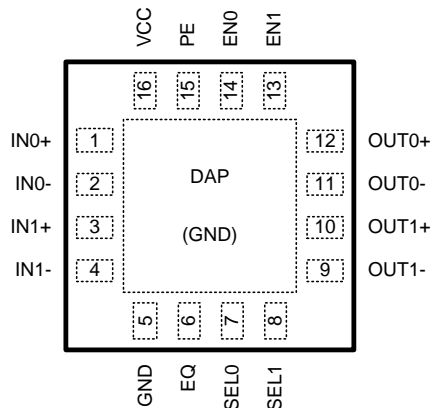 VCC
PE
EN0
EN1
16
15
14
13
IN0+ 1
12 OUT0+
IN0- 2
DAP
11 OUT0-
IN1+ 3
(GND)
10 OUT1+
IN1- 4
9 OUT1-
5
6
7
8
GND
EQ
SEL0
SEL1